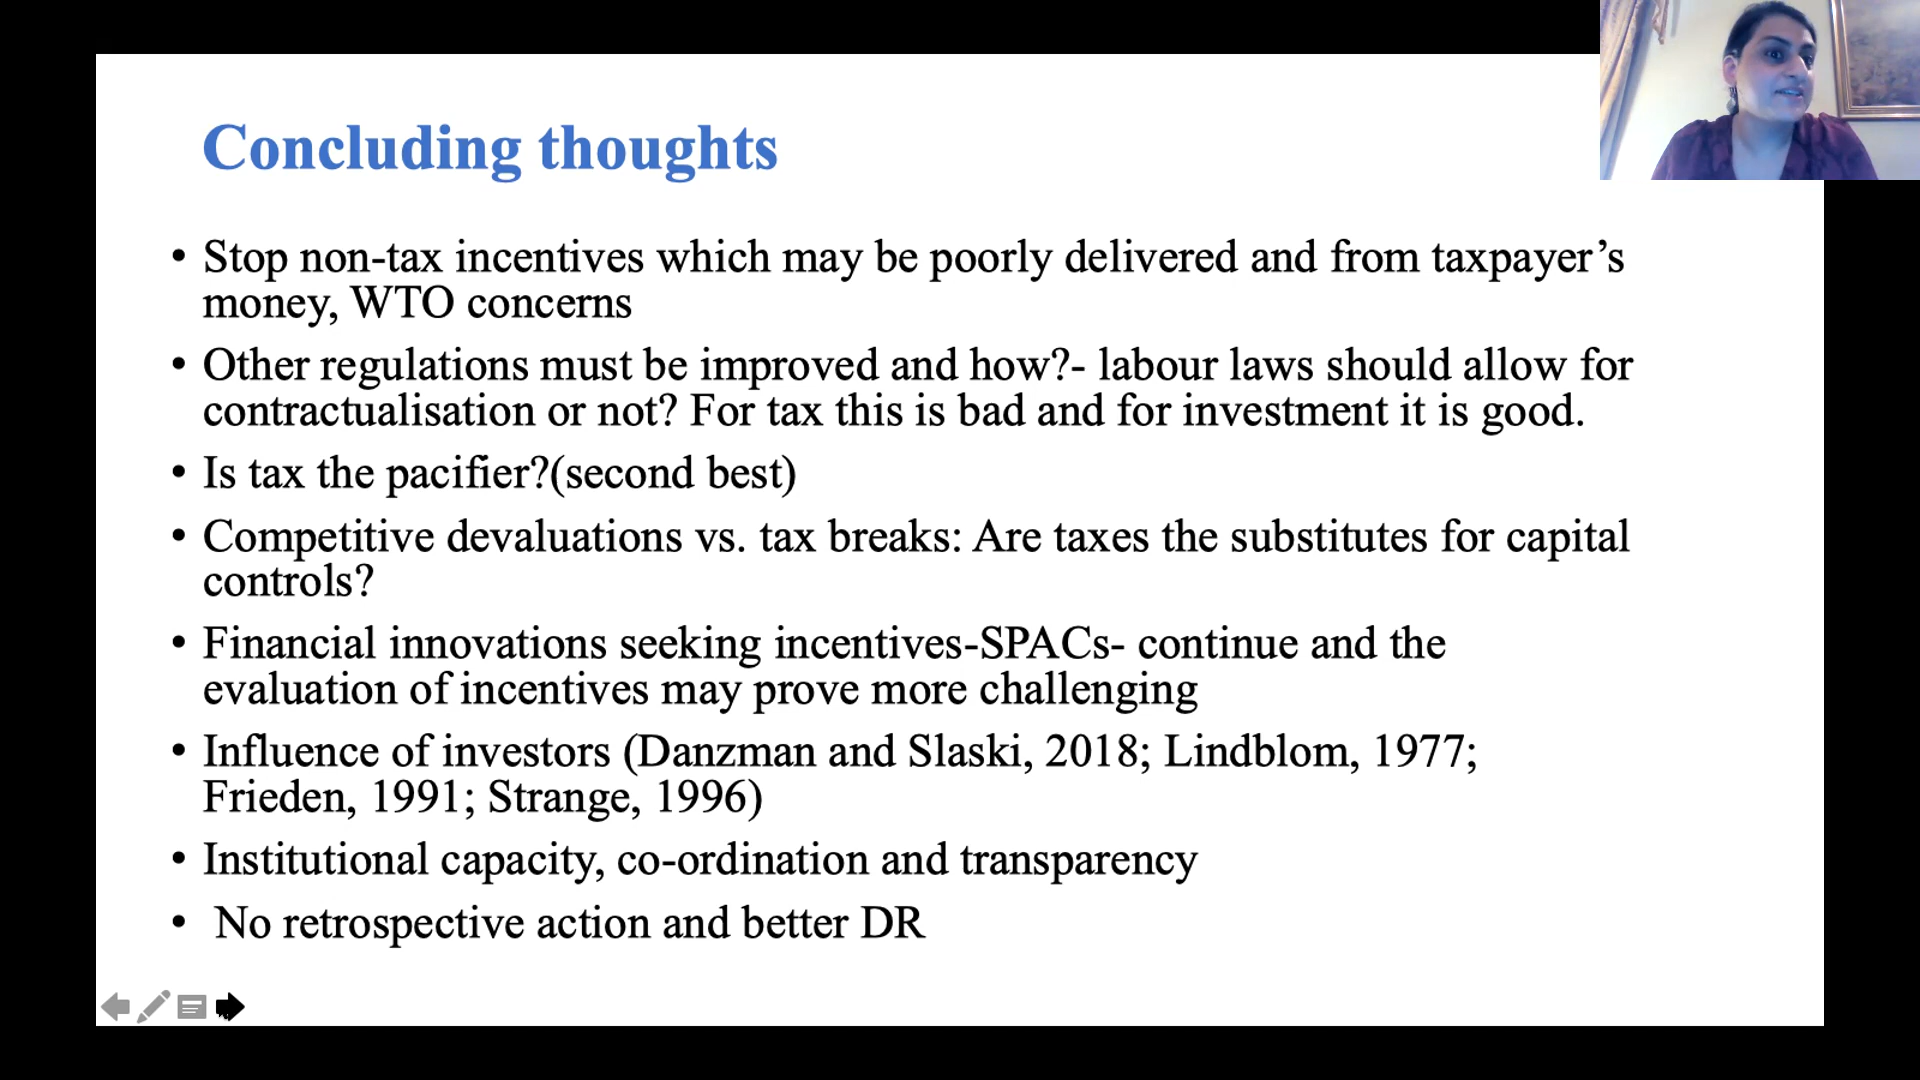 Concluding thoughts
• Stop non-tax incentives which may be poorly delivered and from taxpayer’s
money, WTO concerns
• Other regulations must be improved and how?- labour laws should allow for
contractualisation or not? For tax this is bad and for investment it is good.
• Is tax the pacifier?(second best)
• Competitive devaluations vs. tax breaks: Are taxes the substitutes for capital
controls?
• Financial innovations seeking incentives-SPACs- continue and the
evaluation of incentives may prove more challenging
• Influence of investors (Danzman and Slaski, 2018; Lindblom, 1977;
Frieden, 1991; Strange, 1996)
• Institutional capacity, co-ordination and transparency
• No retrospective action and better DR